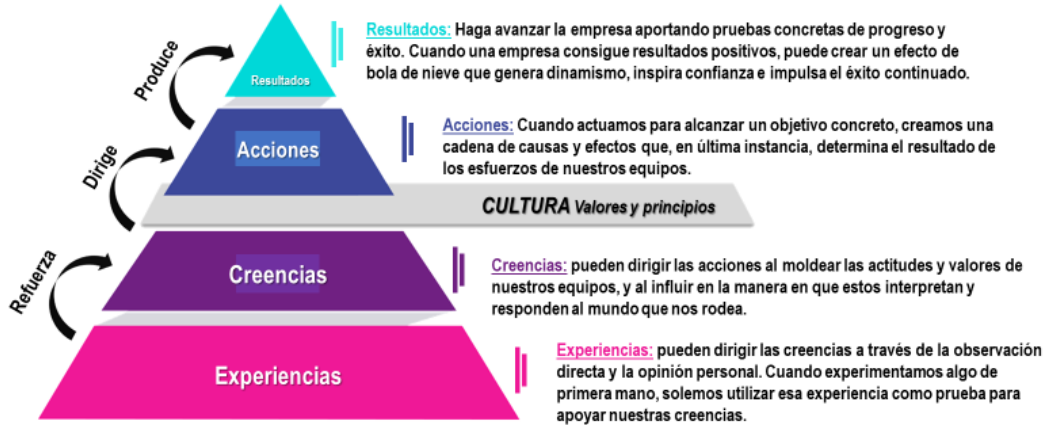 Resultados: Haga avanzar la empresa aportando pruebas concretas de progreso y
éxito. Cuando una empresa consigue resultados positivos, puede crear un efecto de
bola de nieve que genera dinamismo, inspira confianza e impulsa el éxito continuado.
Produce
Resultados
Acciones: Cuando actuamos para alcanzar un objetivo concreto, creamos una
cadena de causas y efectos que, en última instancia, determina el resultado de
los esfuerzos de nuestros equipos.
Acciones
Dirige
CULTURA Valores y principios
Creencias: pueden dirigir las acciones al moldear las actitudes y valores de
nuestros equipos, y al influir en la manera en que estos interpretan y
responden al mundo que nos rodea.
Creencias
Refuerza
Experiencias: pueden dirigir las creencias a través de la observación
directa y la opinión personal. Cuando experimentamos algo de
primera mano, solemos utilizar esa experiencia como prueba para
apoyar nuestras creencias.
Experiencias